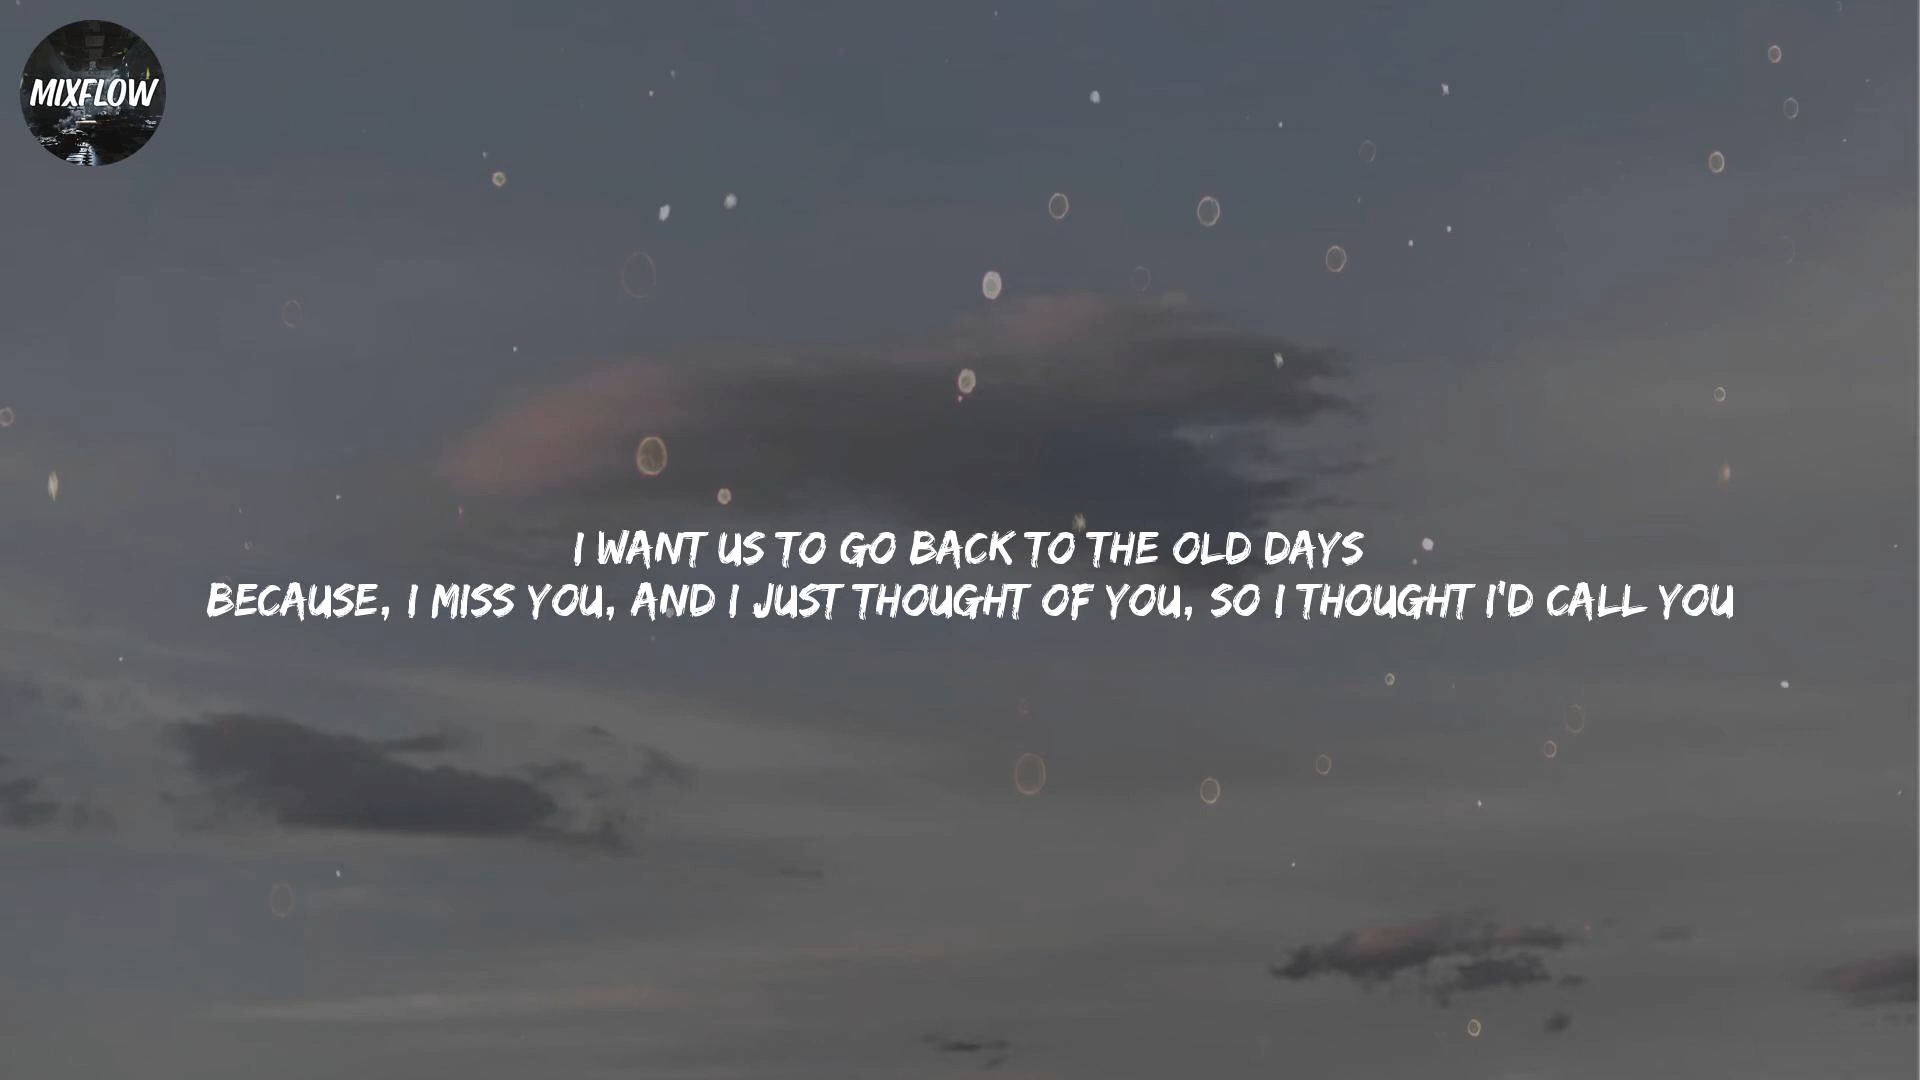 MIXFLOW
I WANT US TO GO BACK TO THE OLD DAYS
BECAUSE, I MISS YOU, AND I JUST THOUGHT OF YOU, SO I THOUGHT I'D CALL YOU